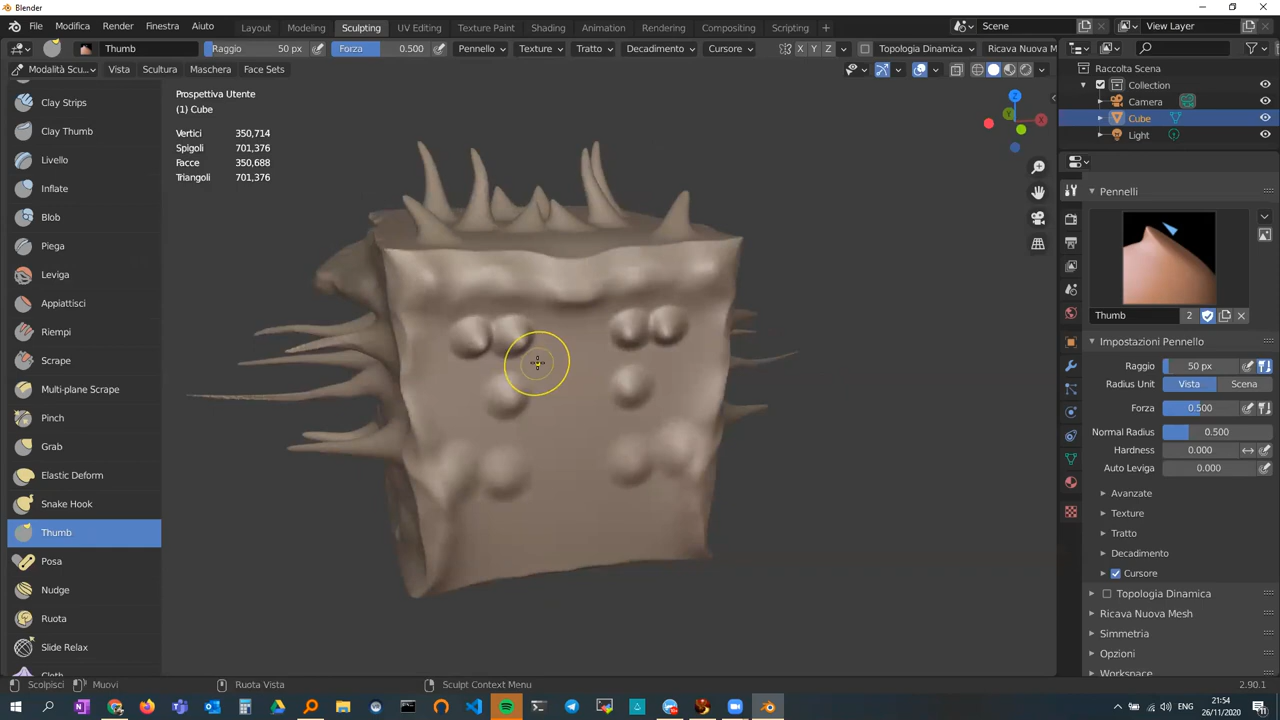 Blender
File Modifica Render Finestra Aiuto Layout Modeling Sculpting UV Editing Texture Paint Shading Animation Rendering Compositing Scripting + Scene View Layer
Thumb Raggio 50 px Forza 0.500 Pennello Texture Tratto Decadimento Cursore X Y Z Topologia Dinamica Ricava Nuova M
Modalità Scu... Vista Scultura Maschera Face Sets
Clay Strips
Clay Thumb
Livello
Inflate
Blob
Piega
Leviga
Appiattisci
Riempi
Scrape
Multi-plane Scrape
Pinch
Grab
Elastic Deform
Snake Hook
Thumb
Posa
Nudge
Ruota
Slide Relax
Cloth
Prospettiva Utente
(1) Cube
Vertici 350,714
Spigoli 701,376
Facce 350,688
Triangoli 701,376
Z
X
Y
Raccolta Scena
Collection
Camera
Cube
Light
Pennelli
Thumb 2
Impostazioni Pennello
Raggio 50 px
Radius Unit Vista Scena
Forza 0.500
Normal Radius 0.500
Hardness 0.000
Auto Leviga 0.000
Avanzate
Texture
Tratto
Decadimento
Cursore
Topologia Dinamica
Ricava Nuova Mesh
Simmetria
Opzioni
Workspace
Scolpisci Muovi Ruota Vista Sculpt Context Menu 2.90.1
21:54
26/11/2020